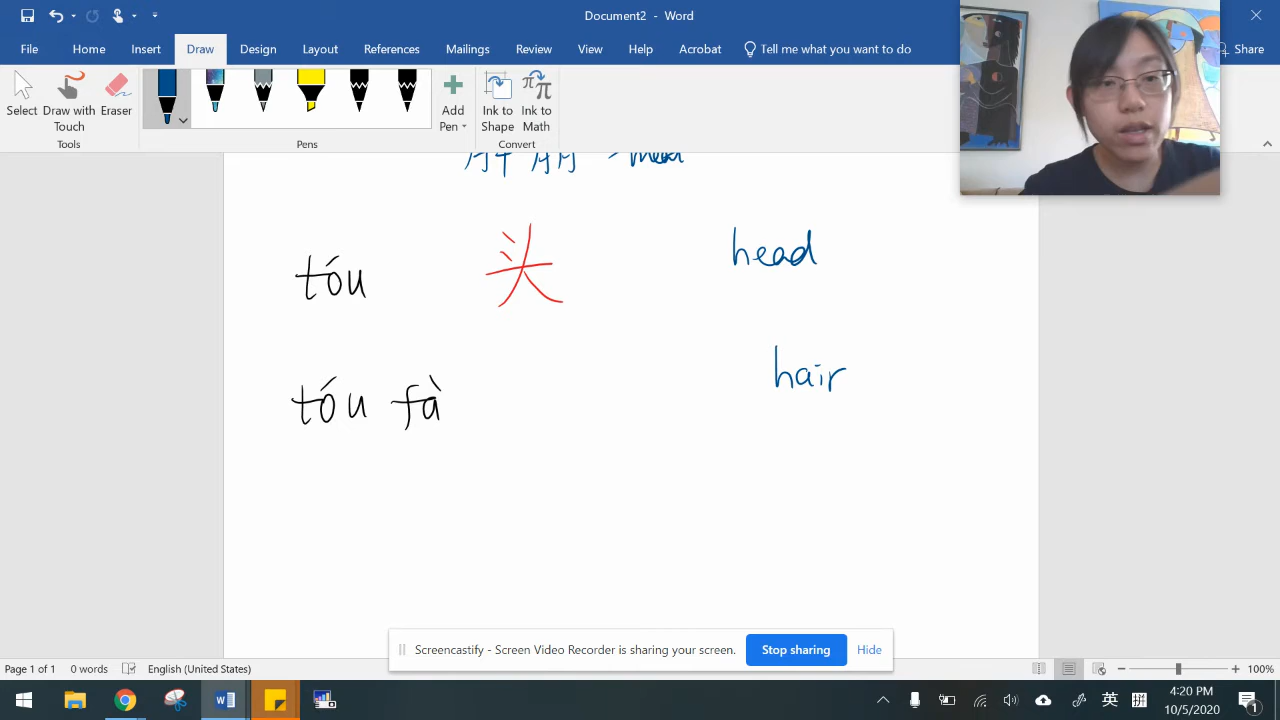 Document2 - Word
File Home Insert Draw Design Layout References Mailings Review View Help Acrobat Tell me what you want to do Share
Select Draw with Touch Eraser Add Pen Ink to Shape Ink to Math
Tools Pens Convert
tóu 头 head
hair
tóu fà
Screencastify - Screen Video Recorder is sharing your screen. Stop sharing Hide
Page 1 of 1 0 words English (United States) 100%
英 拼 4:20 PM
10/5/2020 1